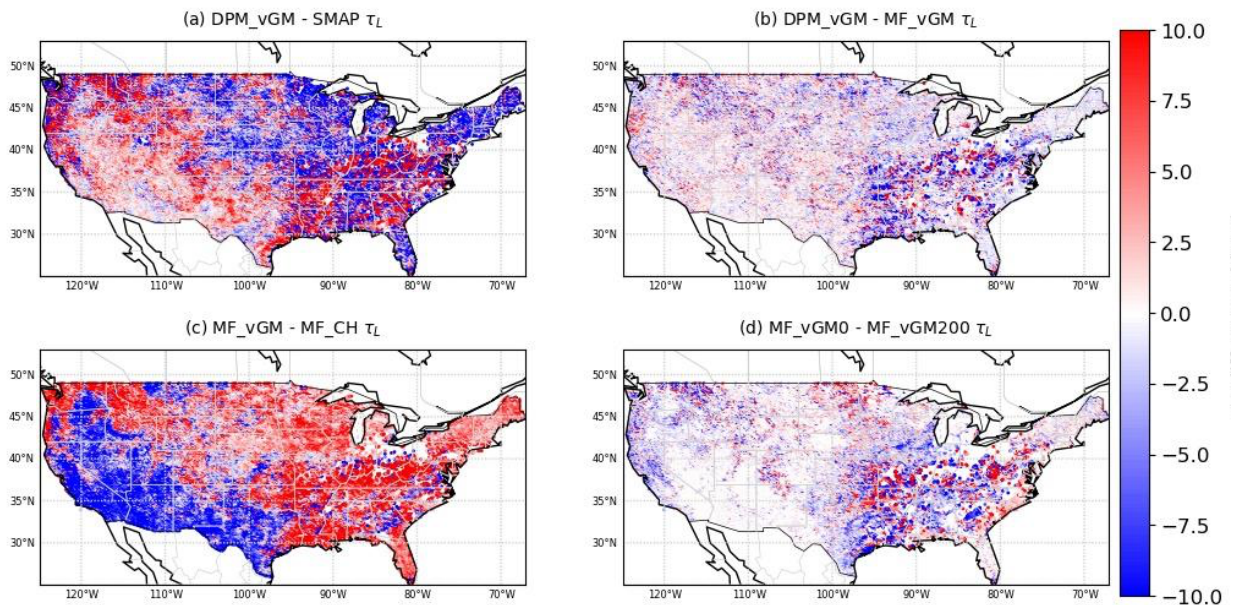 (a) DPM_vGM - SMAP τL
(b) DPM_vGM - MF_vGM τL
50°N
45°N
40°N
35°N
30°N
120°W 110°W 100°W 90°W 80°W 70°W
50°N
45°N
40°N
35°N
30°N
120°W 110°W 100°W 90°W 80°W 70°W
(c) MF_vGM - MF_CH τL
(d) MF_vGM0 - MF_vGM200 τL
50°N
45°N
40°N
35°N
30°N
120°W 110°W 100°W 90°W 80°W 70°W
50°N
45°N
40°N
35°N
30°N
120°W 110°W 100°W 90°W 80°W 70°W
10.0
7.5
5.0
2.5
0.0
−2.5
−5.0
−7.5
−10.0